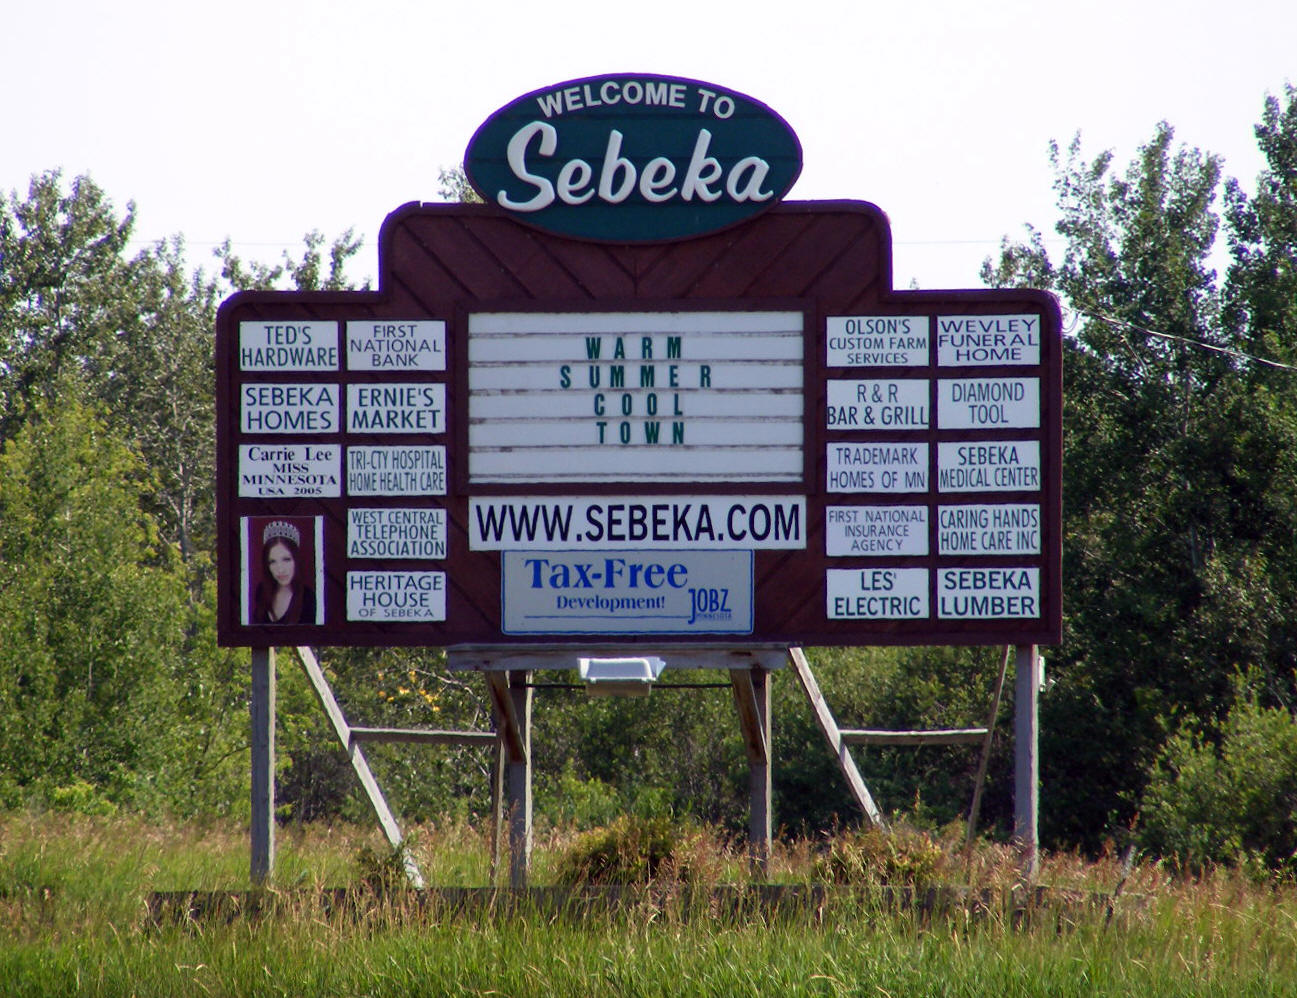 WELCOME TO
Sebeka
TED'S
HARDWARE
FIRST
NATIONAL
BANK
SEBEKA
HOMES
ERNIE'S
MARKET
Carrie Lee
MISS
MINNESOTA
USA 2005
TRI-CTY HOSPITAL
HOME HEALTH CARE
WEST CENTRAL
TELEPHONE
ASSOCIATION
HERITAGE
HOUSE
OF SEBEKA
WARM
SUMMER
COOL
TOWN
WWW.SEBEKA.COM
Tax-Free
Development!
JOBZ
MINNESOTA
OLSON'S
CUSTOM FARM
SERVICES
WEVLEY
FUNERAL
HOME
R & R
BAR & GRILL
DIAMOND
TOOL
TRADEMARK
HOMES OF MN
SEBEKA
MEDICAL CENTER
FIRST NATIONAL
INSURANCE
AGENCY
CARING HANDS
HOME CARE INC
LES'
ELECTRIC
SEBEKA
LUMBER